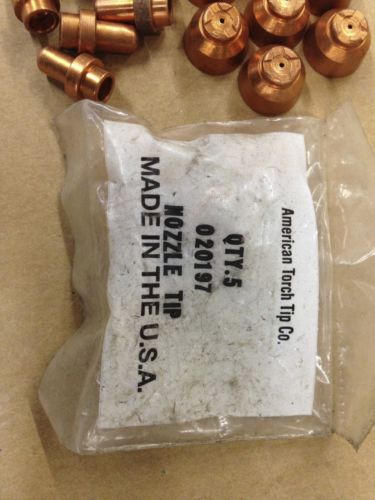 American Torch Tip Co.
QTY.5
020197
NOZZLE TIP
MADE IN THE U.S.A.